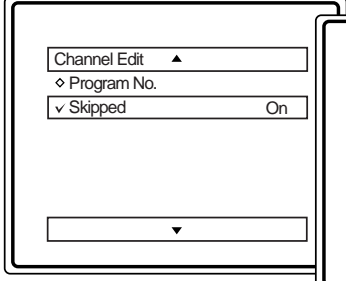 Channel Edit ▲
◇ Program No.
✓ Skipped On
▼